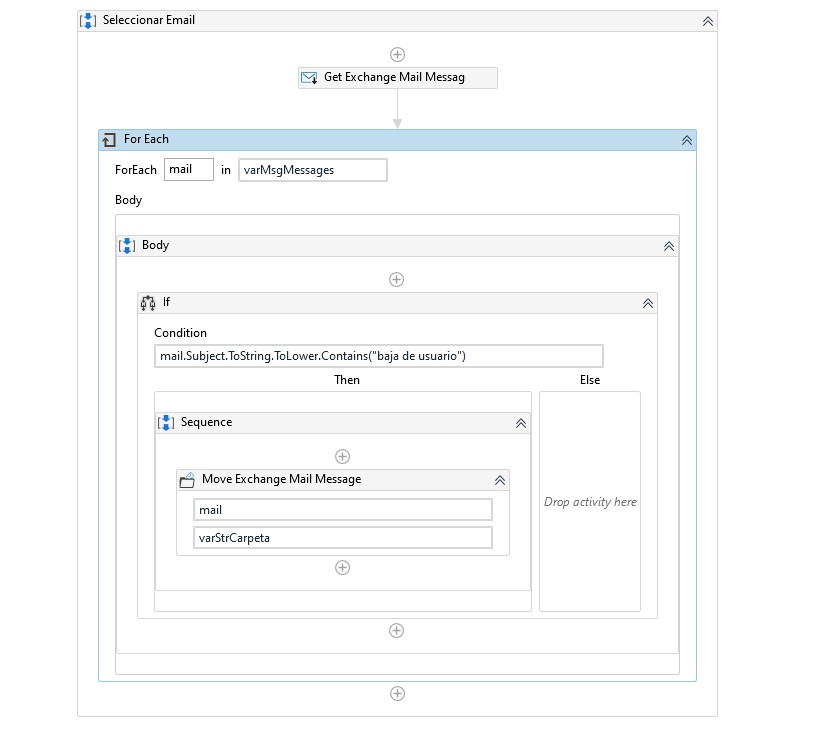 Seleccionar Email
Get Exchange Mail Messag
For Each
ForEach mail in varMsgMessages
Body
Body
If
Condition
mail.Subject.ToString.ToLower.Contains("baja de usuario")
Then Else
Sequence
Move Exchange Mail Message
mail
Drop activity here
varStrCarpeta